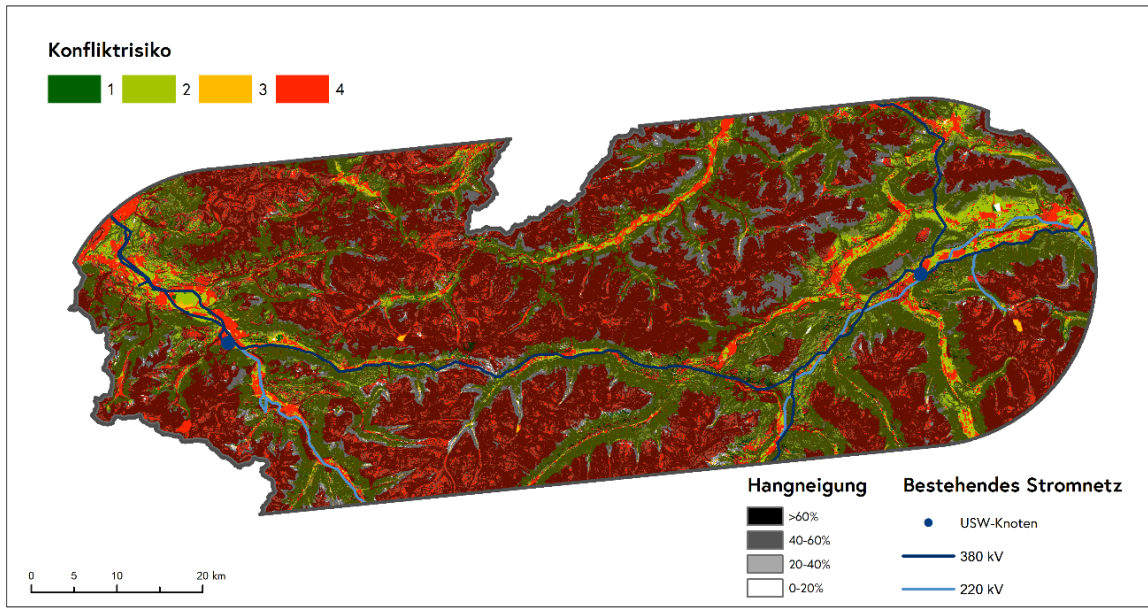 Konfliktrisiko
1 2 3 4
Hangneigung
>60%
40-60%
20-40%
0-20%
Bestehendes Stromnetz
USW-Knoten
380 kV
220 kV
0 5 10 20 km